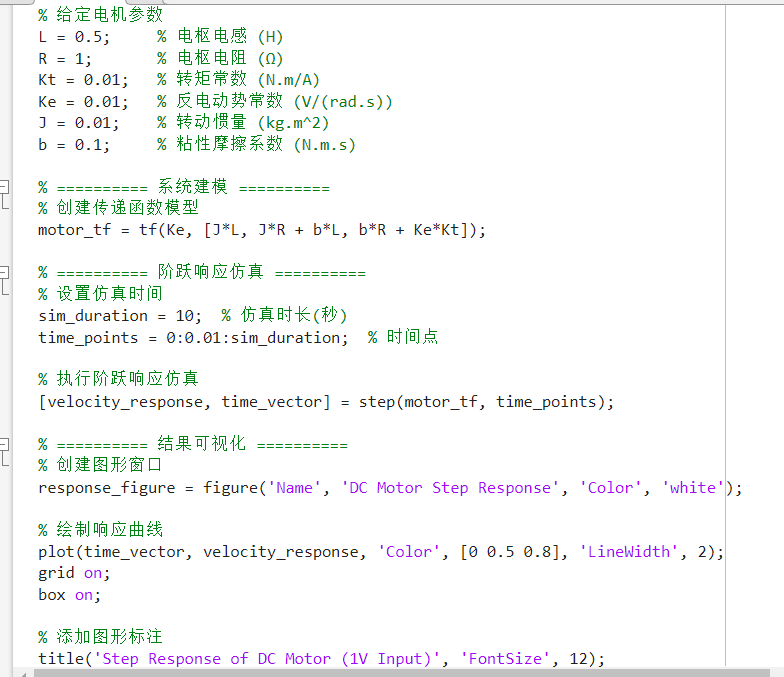 % 给定电机参数
L = 0.5;     % 电枢电感 (H)
R = 1;       % 电枢电阻 (Ω)
Kt = 0.01;   % 转矩常数 (N.m/A)
Ke = 0.01;   % 反电动势常数 (V/(rad.s))
J = 0.01;    % 转动惯量 (kg.m^2)
b = 0.1;     % 粘性摩擦系数 (N.m.s)
% ========== 系统建模 ==========
% 创建传递函数模型
motor_tf = tf(Ke, [J*L, J*R + b*L, b*R + Ke*Kt]);
% ========== 阶跃响应仿真 ==========
% 设置仿真时间
sim_duration = 10;  % 仿真时长(秒)
time_points = 0:0.01:sim_duration;  % 时间点
% 执行阶跃响应仿真
[velocity_response, time_vector] = step(motor_tf, time_points);
% ========== 结果可视化 ==========
% 创建图形窗口
response_figure = figure('Name', 'DC Motor Step Response', 'Color', 'white');
% 绘制响应曲线
plot(time_vector, velocity_response, 'Color', [0 0.5 0.8], 'LineWidth', 2);
grid on;
box on;
% 添加图形标注
title('Step Response of DC Motor (1V Input)', 'FontSize', 12);